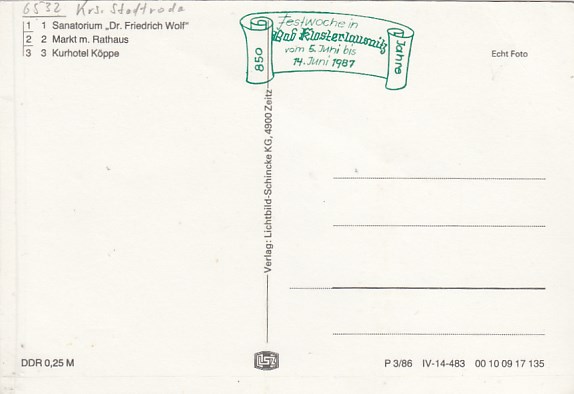 6532 Krs. Stadtroda
1 1 Sanatorium „Dr. Friedrich Wolf"
2 2 Markt m. Rathaus
3 3 Kurhotel Köppe
850 Jahre
Festwoche in
Bad Klosterlausnitz
vom 5. Juni bis
14. Juni 1987
Echt Foto
Verlag: Lichtbild-Schincke KG, 4900 Zeitz
DDR 0,25 M
LSZ
P 3/86 IV-14-483 00 10 09 17 135